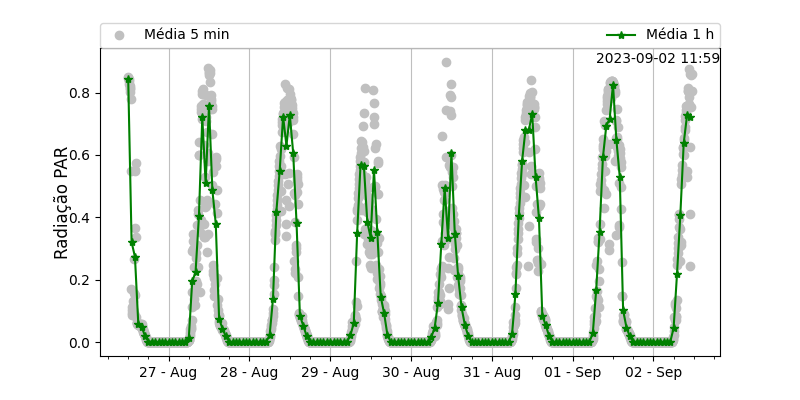 Média 5 min
Média 1 h
2023-09-02 11:59
Radiação PAR
0.8
0.6
0.4
0.2
0.0
27 - Aug
28 - Aug
29 - Aug
30 - Aug
31 - Aug
01 - Sep
02 - Sep